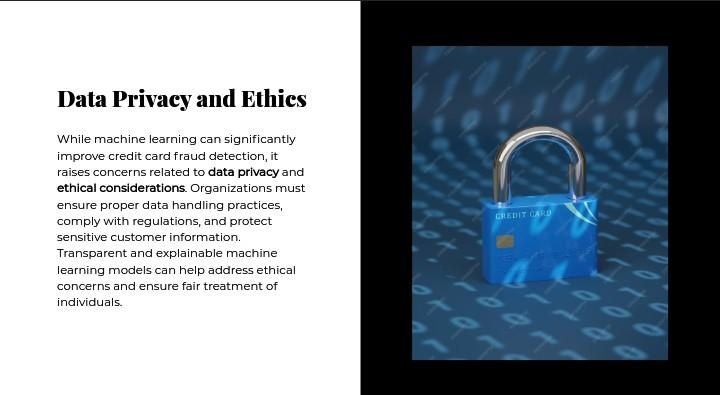 Data Privacy and Ethics
While machine learning can significantly
improve credit card fraud detection, it
raises concerns related to data privacy and
ethical considerations. Organizations must
ensure proper data handling practices,
comply with regulations, and protect
sensitive customer information.
Transparent and explainable machine
learning models can help address ethical
concerns and ensure fair treatment of
individuals.
CREDIT CARD